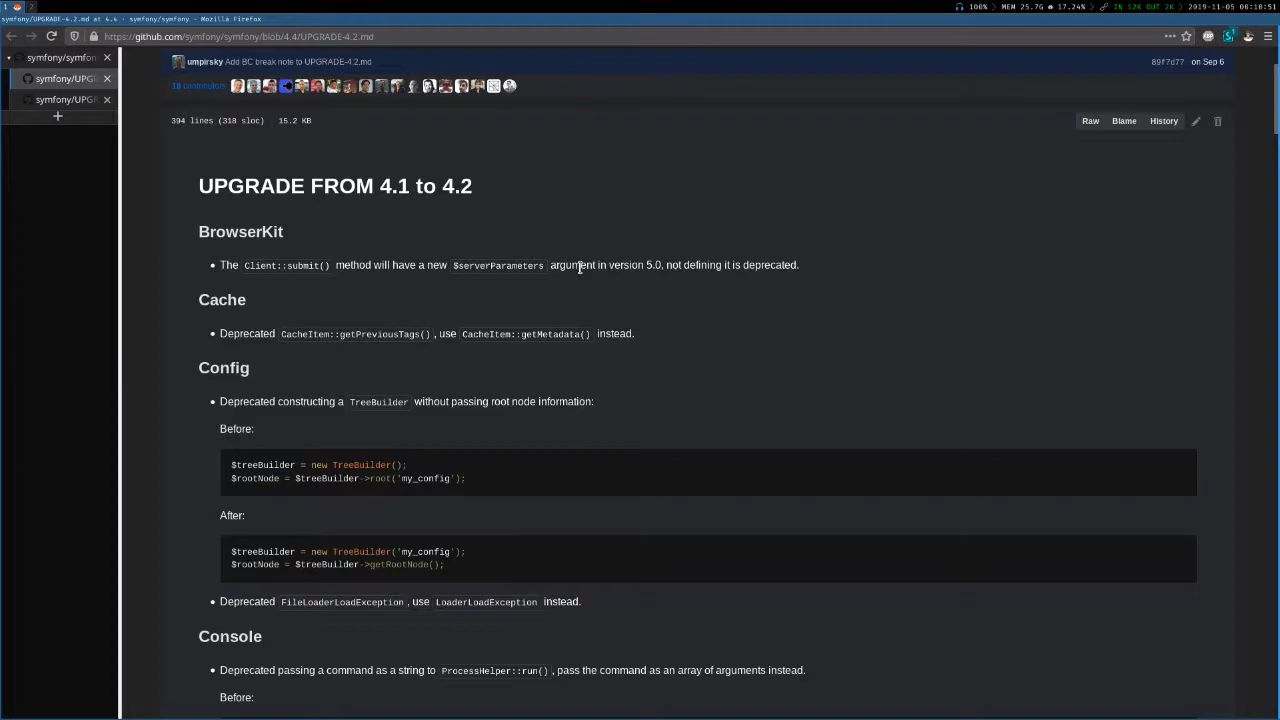 1 2 100% MEM 25.7G 17.24% IN 12K OUT 2K 2019-11-05 00:10:51
symfony/UPGRADE-4.2.md at 4.4 · symfony/symfony - Mozilla Firefox
https://github.com/symfony/symfony/blob/4.4/UPGRADE-4.2.md
symfony/symfon
symfony/UPG
symfony/UPG
umpirsky Add BC break note to UPGRADE-4.2.md 89f7d77 on Sep 6
18 contributors
394 lines (318 sloc) 15.2 KB Raw Blame History
UPGRADE FROM 4.1 to 4.2
BrowserKit
• The Client::submit() method will have a new $serverParameters argument in version 5.0, not defining it is deprecated.
Cache
• Deprecated CacheItem::getPreviousTags(), use CacheItem::getMetadata() instead.
Config
• Deprecated constructing a TreeBuilder without passing root node information:
Before:
$treeBuilder = new TreeBuilder();
$rootNode = $treeBuilder->root('my_config');
After:
$treeBuilder = new TreeBuilder('my_config');
$rootNode = $treeBuilder->getRootNode();
• Deprecated FileLoaderLoadException, use LoaderLoadException instead.
Console
• Deprecated passing a command as a string to ProcessHelper::run(), pass the command as an array of arguments instead.
Before: